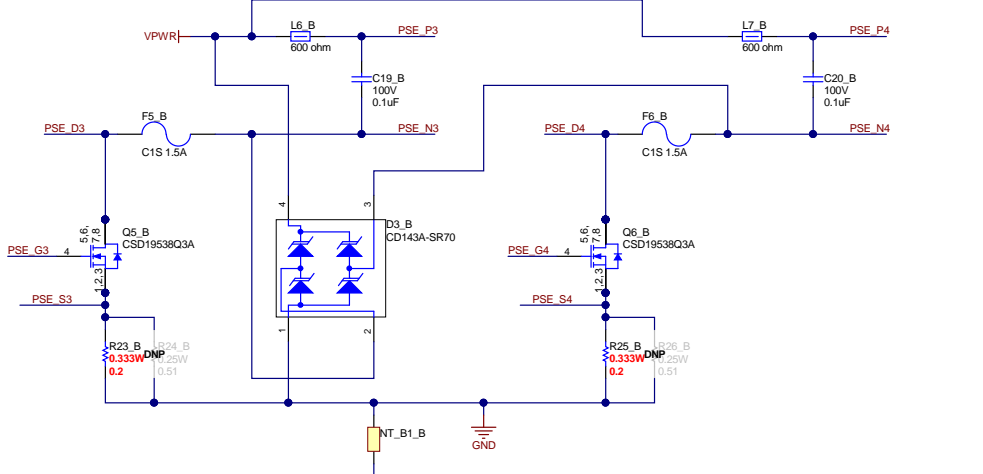 L6_B
L7_B
VPWR
PSE_P3
PSE_P4
600 ohm
600 ohm
C19_B
100V
0.1uF
C20_B
100V
0.1uF
F5_B
F6_B
PSE_D3
PSE_N3
PSE_D4
PSE_N4
C1S 1.5A
C1S 1.5A
4
3
D3_B
CD143A-SR70
5,6,
7,8
Q5_B
CSD19538Q3A
5,6,
7,8
Q6_B
CSD19538Q3A
PSE_G3
4
PSE_G4
4
1,2,3
1,2,3
PSE_S3
PSE_S4
1
2
R23_B
0.333W
0.2
DNP
R24_B
0.25W
0.51
R25_B
0.333W
0.2
DNP
R26_B
0.25W
0.51
NT_B1_B
GND